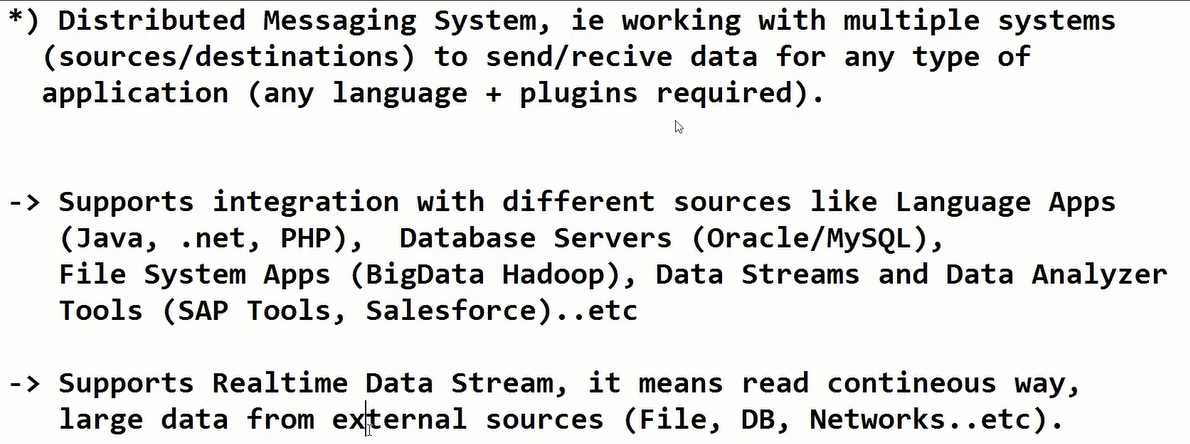 *) Distributed Messaging System, ie working with multiple systems
(sources/destinations) to send/recive data for any type of
application (any language + plugins required).
-> Supports integration with different sources like Language Apps
(Java, .net, PHP),  Database Servers (Oracle/MySQL),
File System Apps (BigData Hadoop), Data Streams and Data Analyzer
Tools (SAP Tools, Salesforce)..etc
-> Supports Realtime Data Stream, it means read contineous way,
large data from external sources (File, DB, Networks..etc).